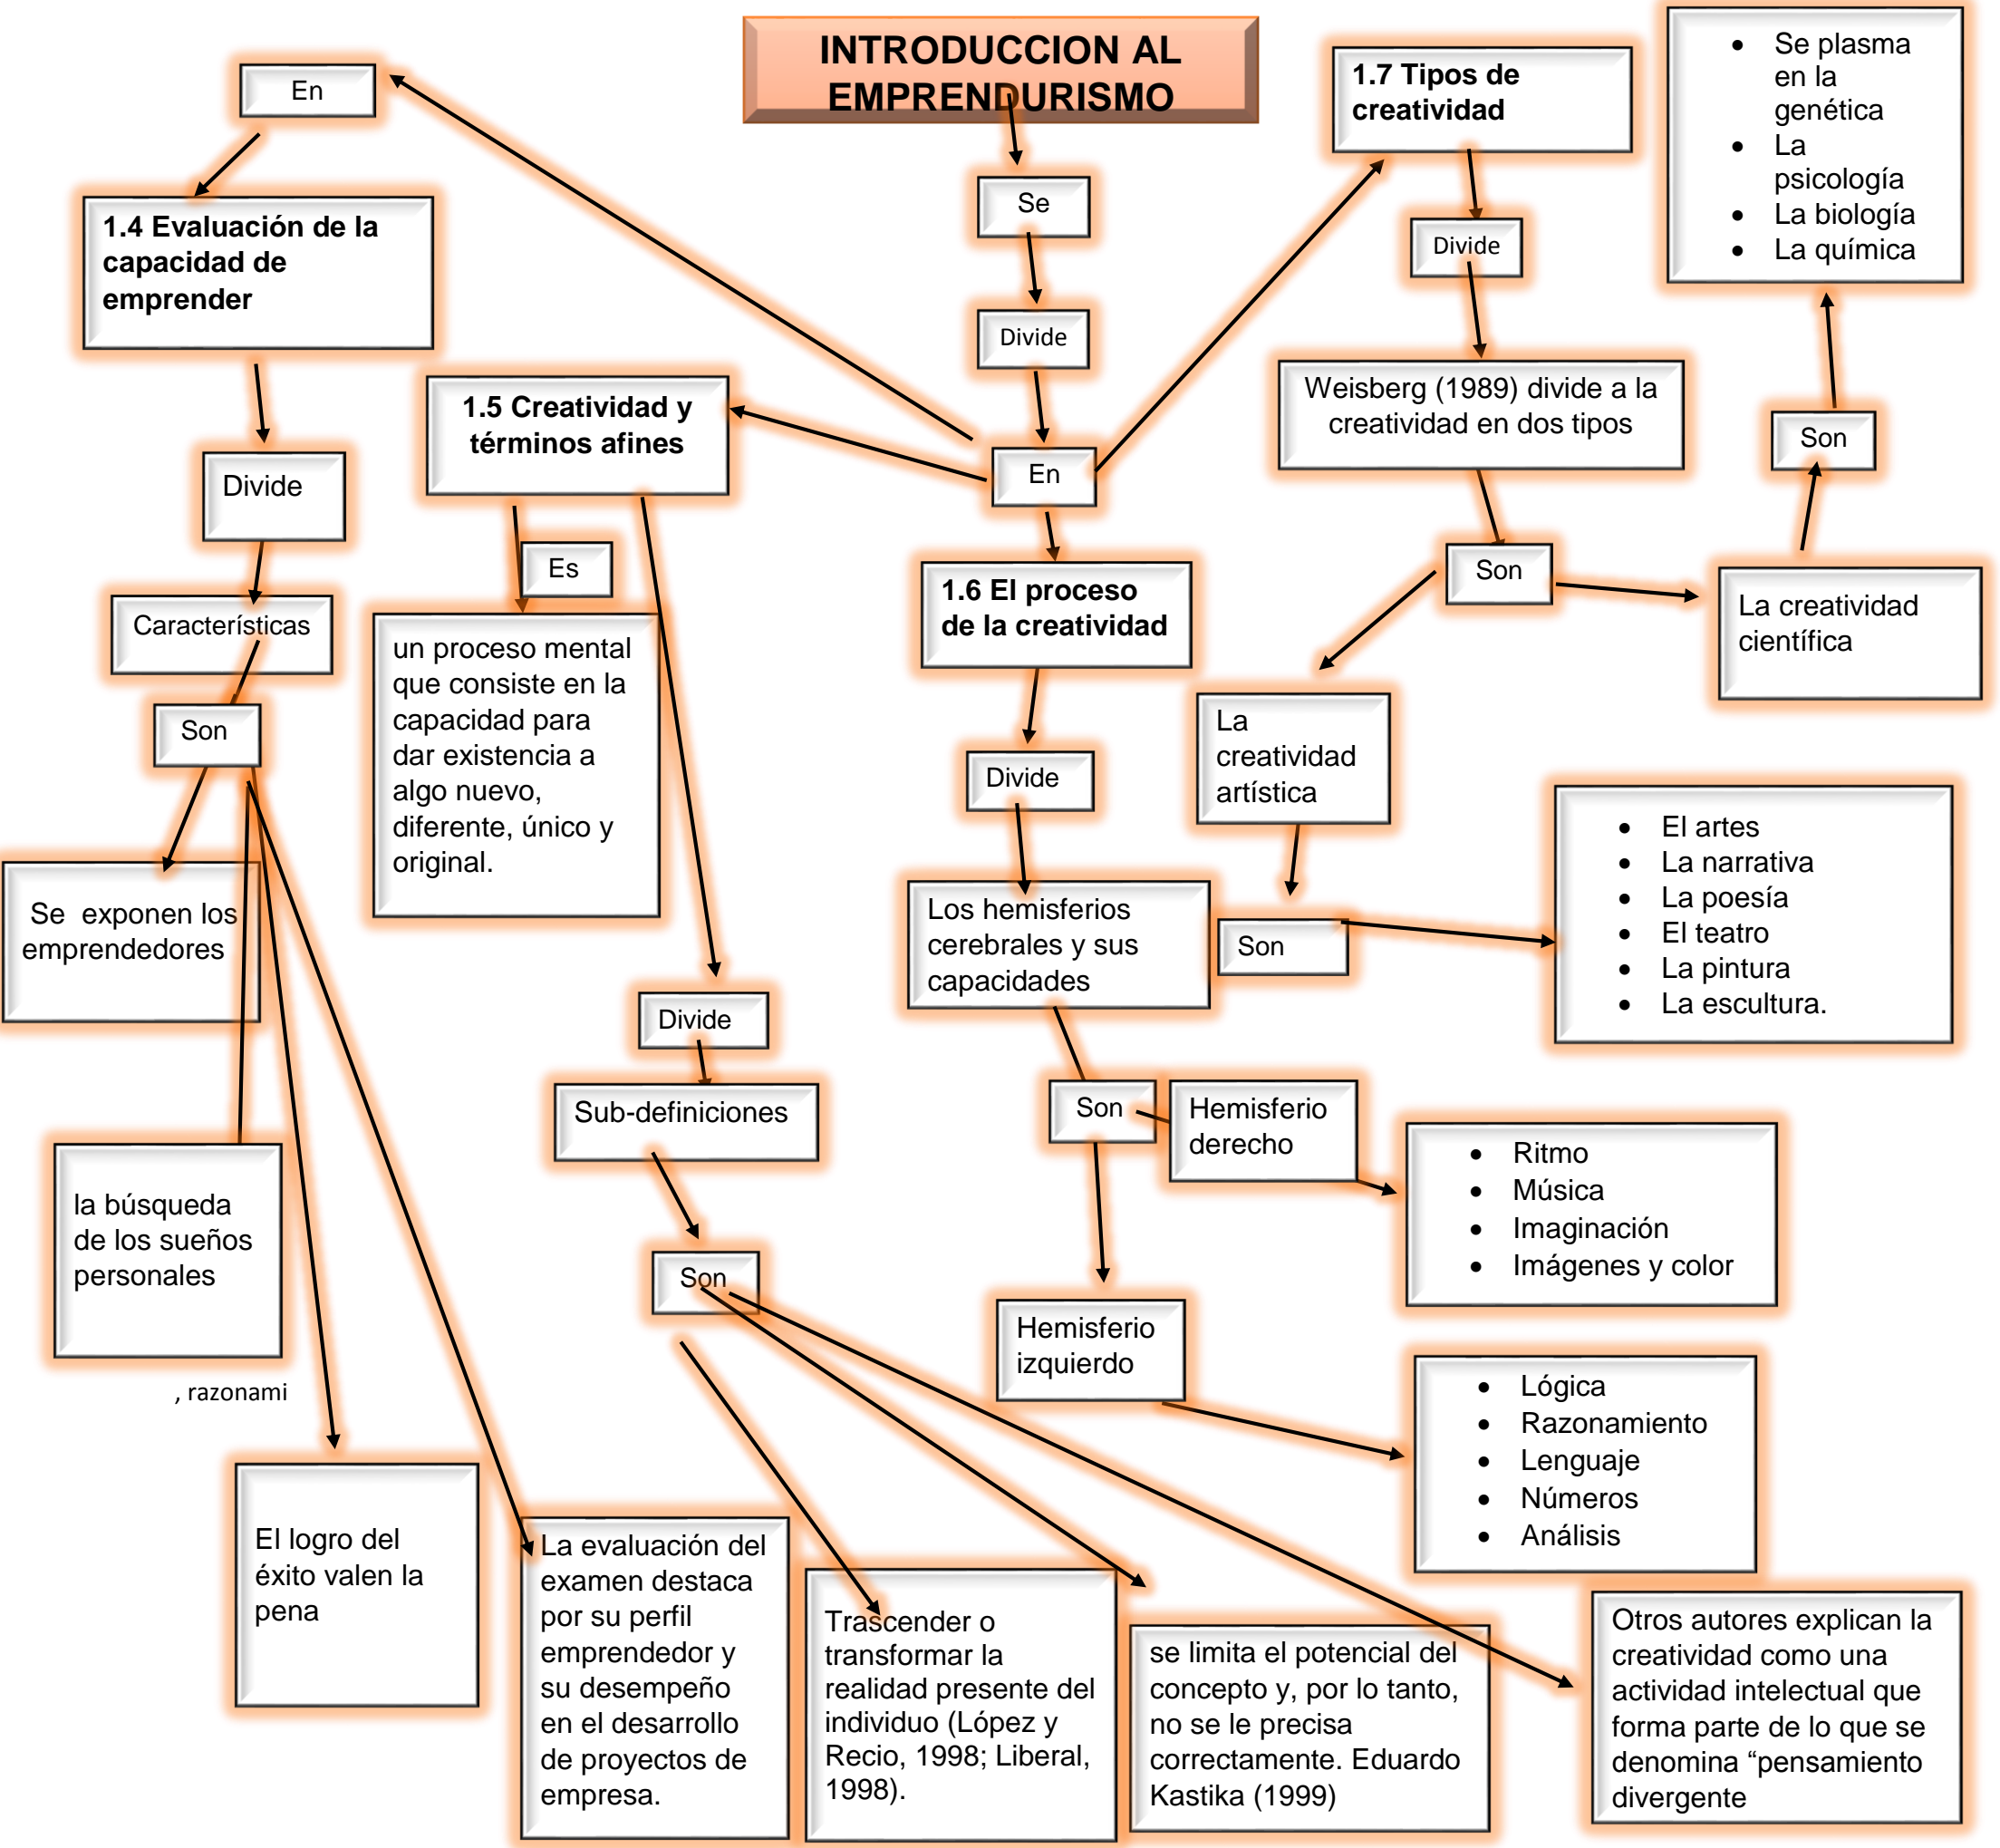 INTRODUCCION AL
EMPRENDURISMO
Se
Divide
En
En
1.4 Evaluación de la
capacidad de
emprender
Divide
Características
Son
Se  exponen los
emprendedores
la búsqueda
de los sueños
personales
, razonami
El logro del
éxito valen la
pena
La evaluación del
examen destaca
por su perfil
emprendedor y
su desempeño
en el desarrollo
de proyectos de
empresa.
1.5 Creatividad y
términos afines
Es
un proceso mental
que consiste en la
capacidad para
dar existencia a
algo nuevo,
diferente, único y
original.
Divide
Sub-definiciones
Son
Trascender o
transformar la
realidad presente del
individuo (López y
Recio, 1998; Liberal,
1998).
se limita el potencial del
concepto y, por lo tanto,
no se le precisa
correctamente. Eduardo
Kastika (1999)
Otros autores explican la
creatividad como una
actividad intelectual que
forma parte de lo que se
denomina “pensamiento
divergente
1.6 El proceso
de la creatividad
Divide
Los hemisferios
cerebrales y sus
capacidades
Son
Hemisferio
derecho
• Ritmo
• Música
• Imaginación
• Imágenes y color
Hemisferio
izquierdo
• Lógica
• Razonamiento
• Lenguaje
• Números
• Análisis
1.7 Tipos de
creatividad
Divide
Weisberg (1989) divide a la
creatividad en dos tipos
Son
La
creatividad
artística
Son
• El artes
• La narrativa
• La poesía
• El teatro
• La pintura
• La escultura.
La creatividad
científica
Son
• Se plasma
en la
genética
• La
psicología
• La biología
• La química